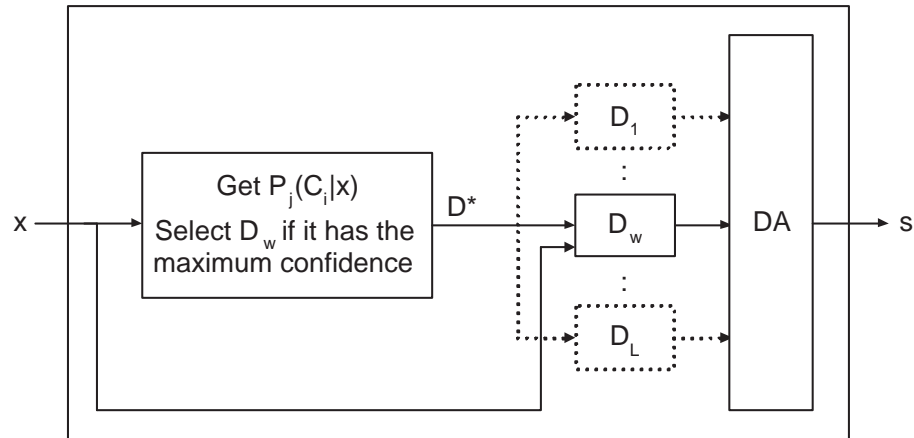 x
Get P_j(C_i|x)
Select D_w if it has the
maximum confidence
D*
D_1
:
D_w
:
D_L
DA
s